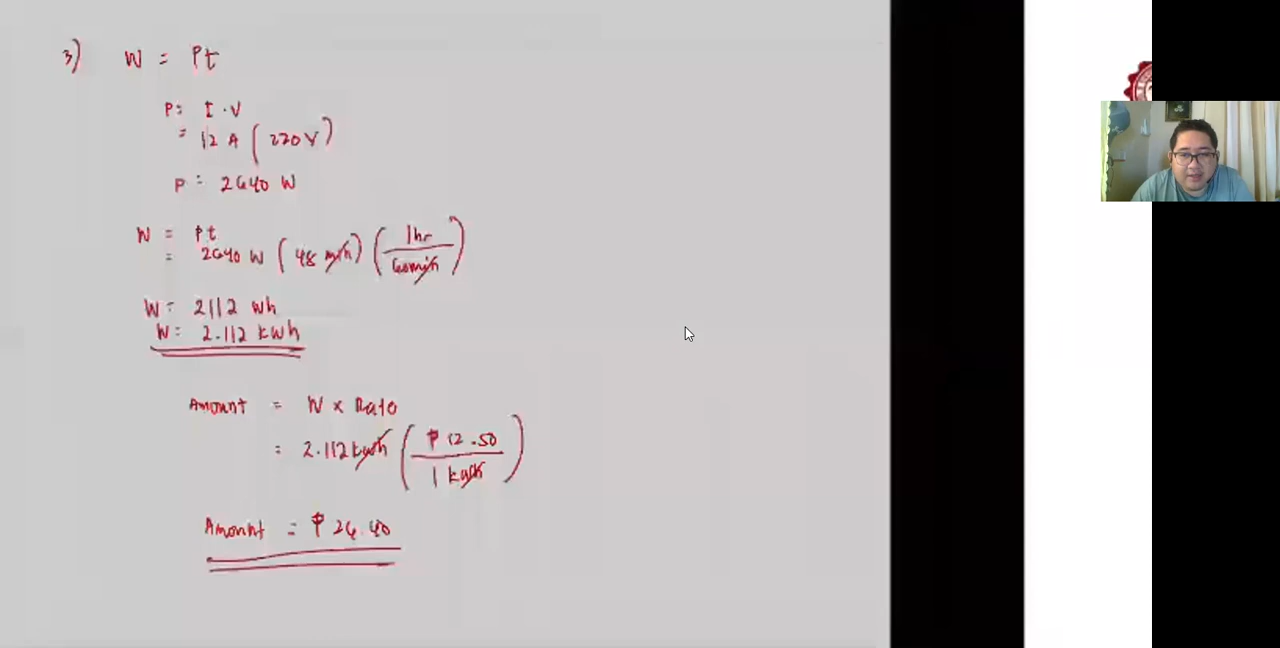 3) W = Pt
P = I · V
= 12 A (220 V)
P = 2640 W
W = Pt
= 2640 W (48 min) (1hr / 60min)
W = 2112 Wh
W = 2.112 kWh
Amount = W x Rate
= 2.112 kWh (₱ 12.50 / 1 kWh)
Amount = ₱ 26.40